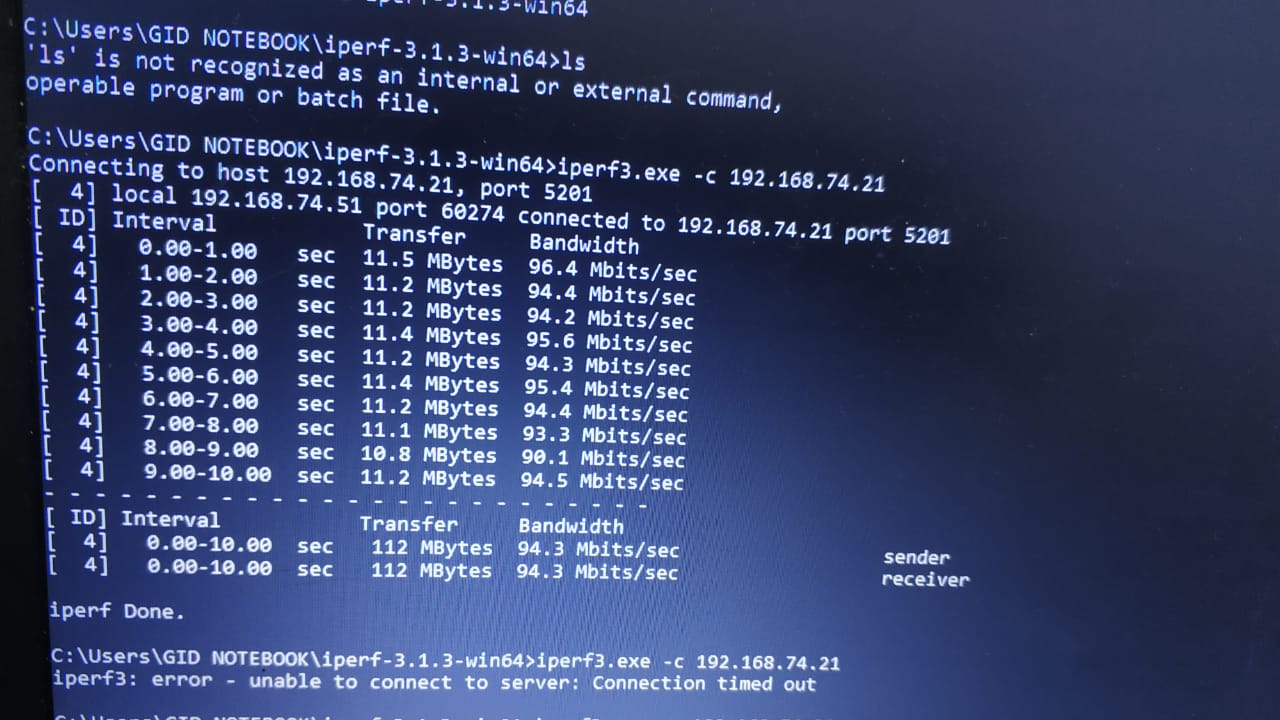 iperf-3.1.3-win64
C:\Users\GID NOTEBOOK\iperf-3.1.3-win64>ls
'ls' is not recognized as an internal or external command,
operable program or batch file.
C:\Users\GID NOTEBOOK\iperf-3.1.3-win64>iperf3.exe -c 192.168.74.21
Connecting to host 192.168.74.21, port 5201
[  4] local 192.168.74.51 port 60274 connected to 192.168.74.21 port 5201
[ ID] Interval           Transfer     Bandwidth
[  4]   0.00-1.00   sec  11.5 MBytes  96.4 Mbits/sec
[  4]   1.00-2.00   sec  11.2 MBytes  94.4 Mbits/sec
[  4]   2.00-3.00   sec  11.2 MBytes  94.2 Mbits/sec
[  4]   3.00-4.00   sec  11.4 MBytes  95.6 Mbits/sec
[  4]   4.00-5.00   sec  11.2 MBytes  94.3 Mbits/sec
[  4]   5.00-6.00   sec  11.4 MBytes  95.4 Mbits/sec
[  4]   6.00-7.00   sec  11.2 MBytes  94.4 Mbits/sec
[  4]   7.00-8.00   sec  11.1 MBytes  93.3 Mbits/sec
[  4]   8.00-9.00   sec  10.8 MBytes  90.1 Mbits/sec
[  4]   9.00-10.00  sec  11.2 MBytes  94.5 Mbits/sec
- - - - - - - - - - - - - - - - - - - - - - - - -
[ ID] Interval           Transfer     Bandwidth
[  4]   0.00-10.00  sec   112 MBytes  94.3 Mbits/sec                  sender
[  4]   0.00-10.00  sec   112 MBytes  94.3 Mbits/sec                  receiver
iperf Done.
C:\Users\GID NOTEBOOK\iperf-3.1.3-win64>iperf3.exe -c 192.168.74.21
iperf3: error - unable to connect to server: Connection timed out
C:\Users\GID NOTEBOOK\